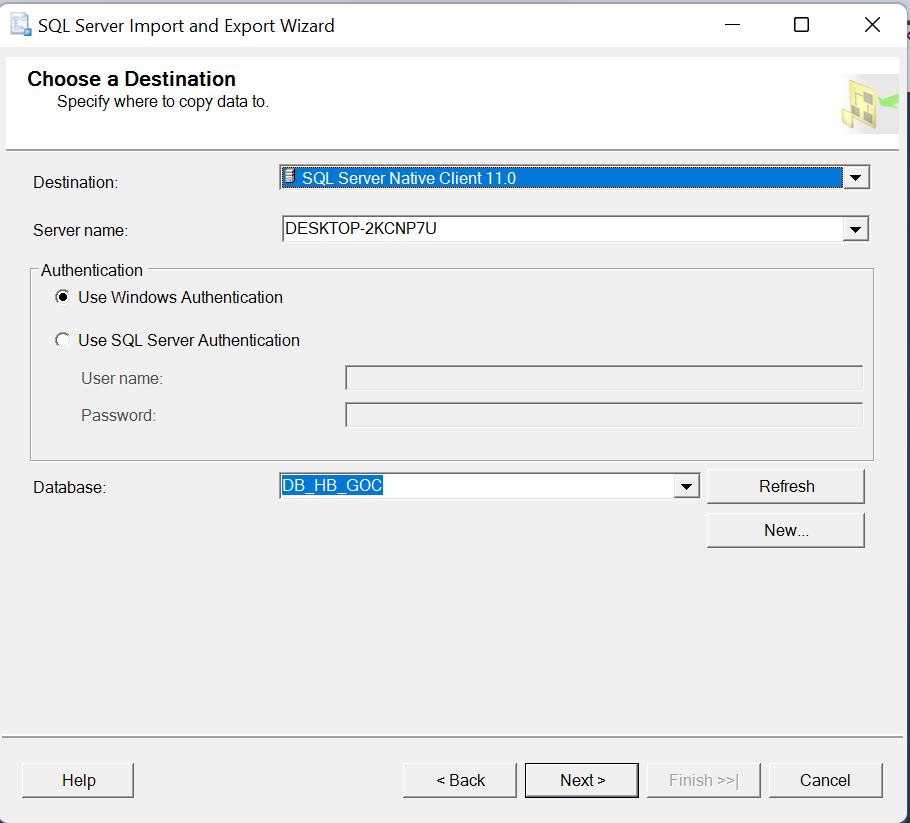 SQL Server Import and Export Wizard
Choose a Destination
Specify where to copy data to.
Destination: SQL Server Native Client 11.0
Server name: DESKTOP-2KCNP7U
Authentication
Use Windows Authentication
Use SQL Server Authentication
User name:
Password:
Database: DB_HB_GOC Refresh
New...
Help < Back Next > Finish >>| Cancel